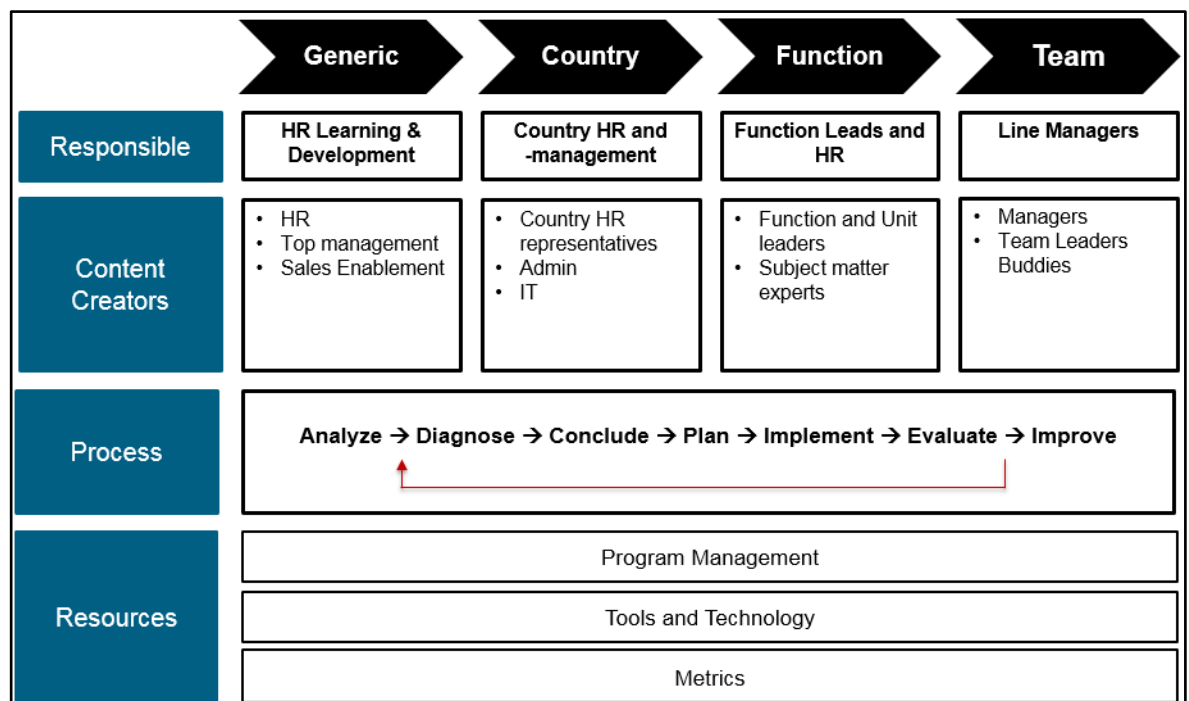 Generic
Country
Function
Team
Responsible
HR Learning &
Development
Country HR and
-management
Function Leads and
HR
Line Managers
Content
Creators
• HR
• Top management
• Sales Enablement
• Country HR
representatives
• Admin
• IT
• Function and Unit
leaders
• Subject matter
experts
• Managers
• Team Leaders
Buddies
Process
Analyze → Diagnose → Conclude → Plan → Implement → Evaluate → Improve
Resources
Program Management
Tools and Technology
Metrics